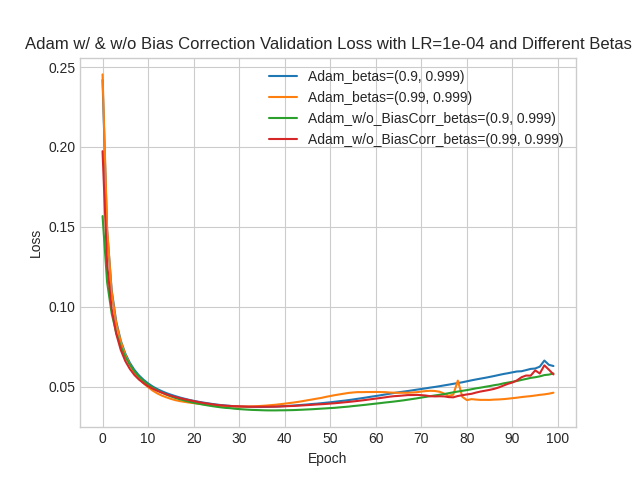 Adam w/ & w/o Bias Correction Validation Loss with LR=1e-04 and Different Betas
Adam_betas=(0.9, 0.999)
Adam_betas=(0.99, 0.999)
Adam_w/o_BiasCorr_betas=(0.9, 0.999)
Adam_w/o_BiasCorr_betas=(0.99, 0.999)
0.25
0.20
0.15
0.10
0.05
Loss
0 10 20 30 40 50 60 70 80 90 100
Epoch